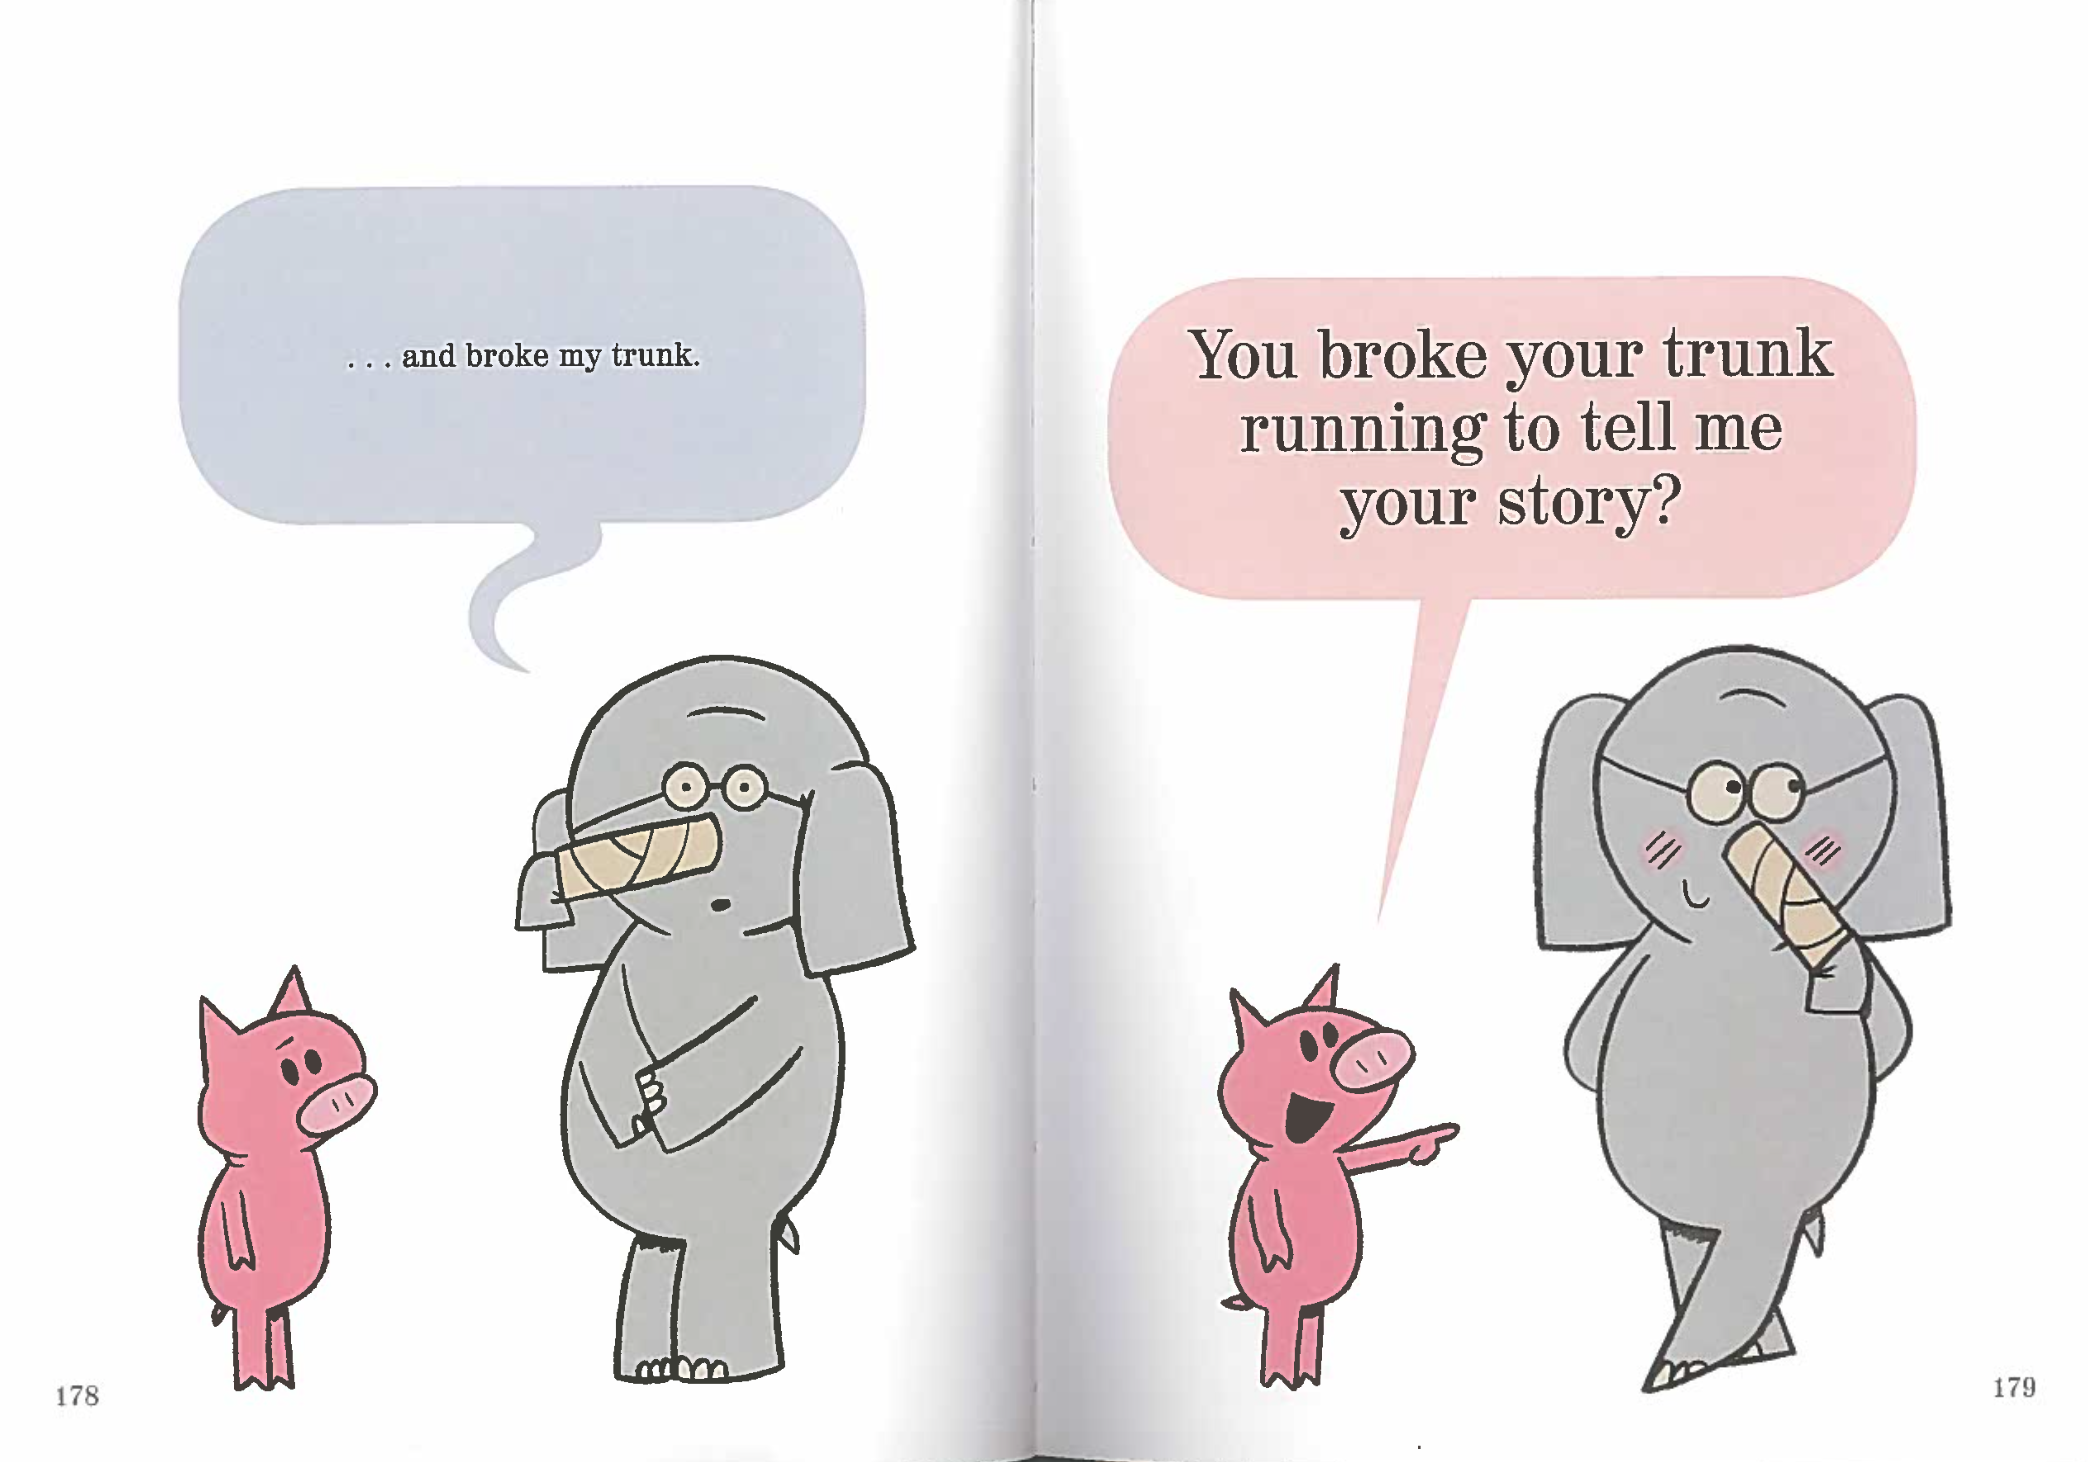 . . . and broke my trunk.
178
You broke your trunk
running to tell me
your story?
179